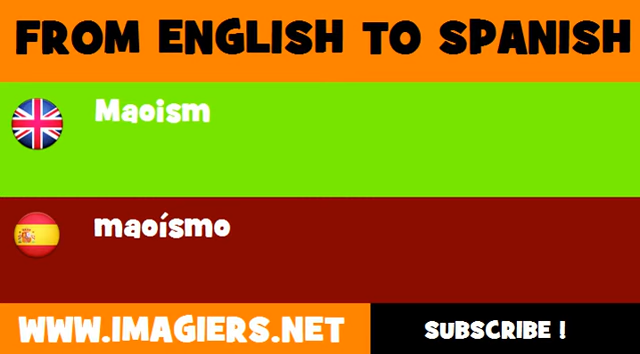 FROM ENGLISH TO SPANISH
Maoism
maoísmo
WWW.IMAGIERS.NET
SUBSCRIBE !